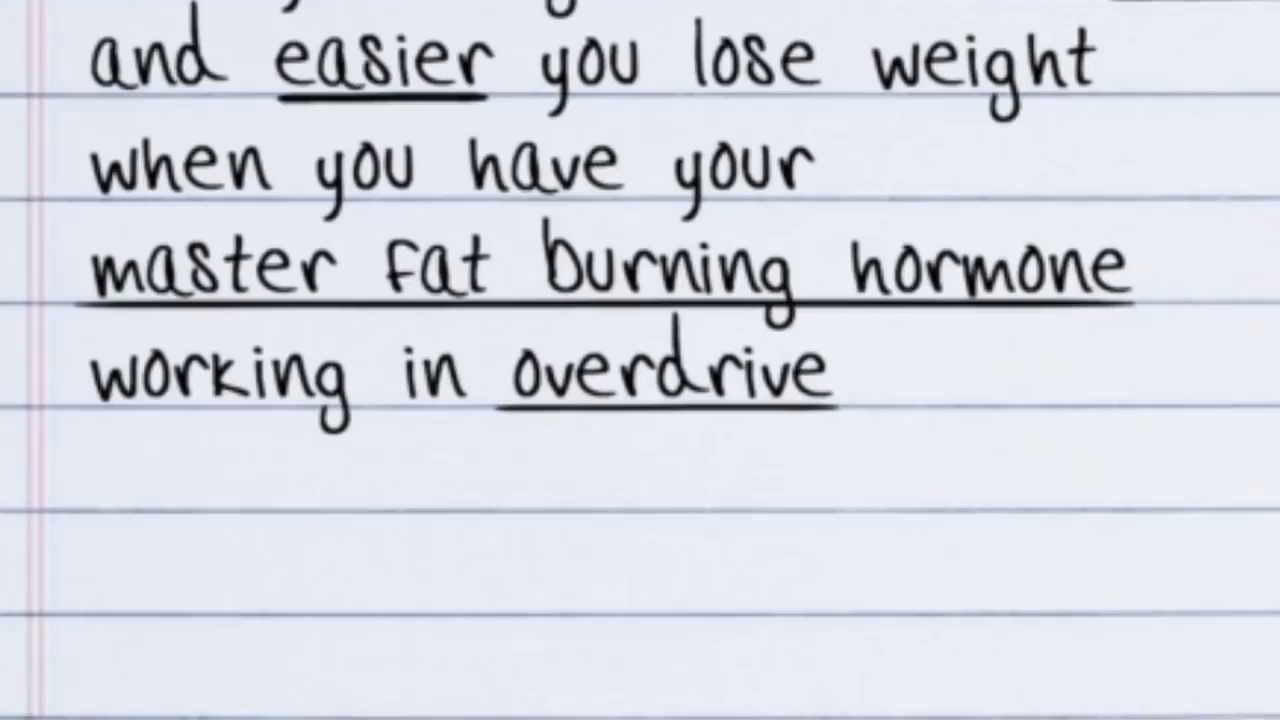 and easier you lose weight
when you have your
master fat burning hormone
working in overdrive